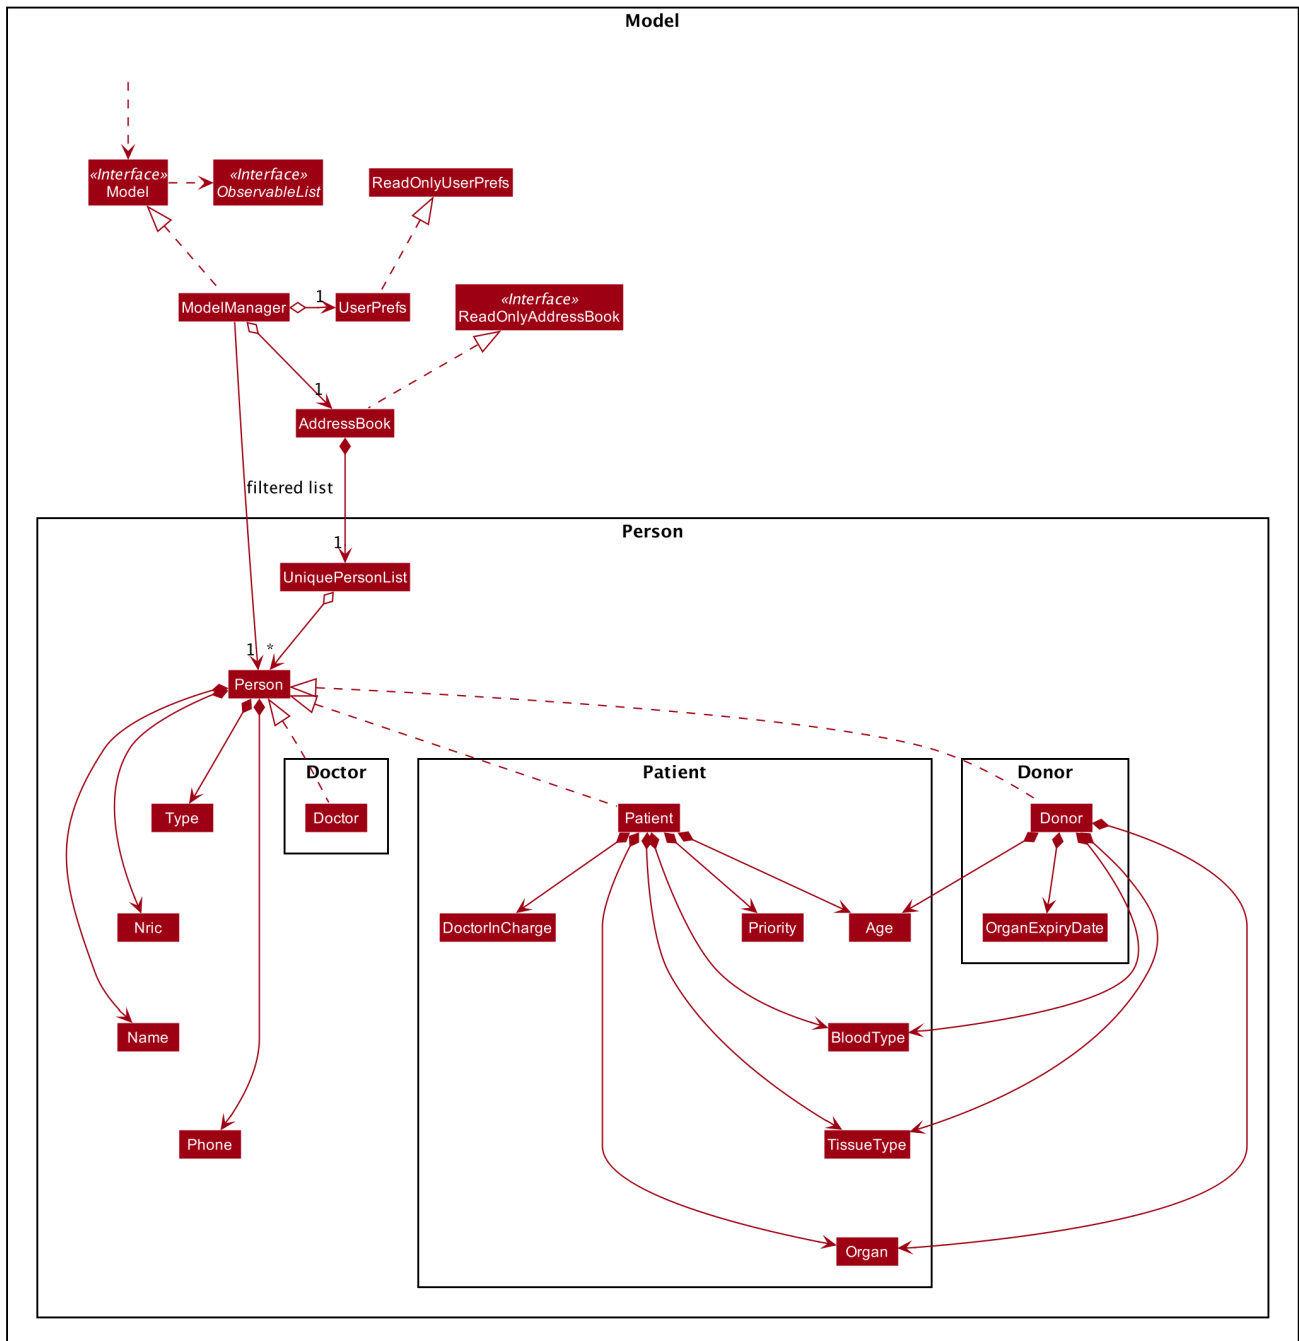 Model
«Interface»
Model
«Interface»
ObservableList
ReadOnlyUserPrefs
ModelManager
1
UserPrefs
«Interface»
ReadOnlyAddressBook
1
AddressBook
filtered list
Person
1
UniquePersonList
1
*
Person
Doctor
Patient
Donor
Type
Doctor
Patient
Donor
Nric
DoctorInCharge
Priority
Age
OrganExpiryDate
Name
BloodType
Phone
TissueType
Organ